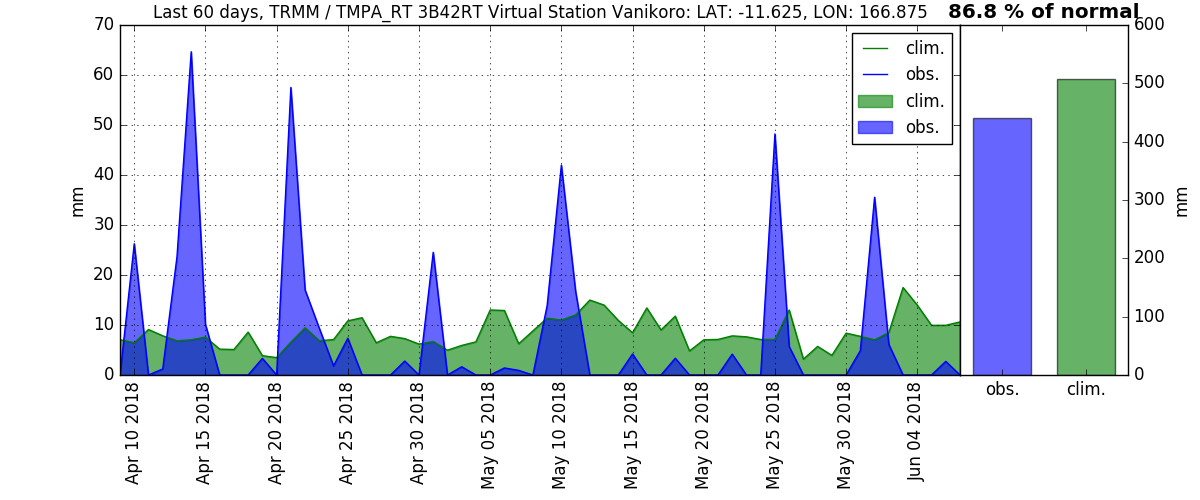 Last 60 days, TRMM / TMPA_RT 3B42RT Virtual Station Vanikoro: LAT: -11.625, LON: 166.875
86.8 % of normal
70
60
50
40
30
20
10
0
mm
clim.
obs.
clim.
obs.
Apr 10 2018
Apr 15 2018
Apr 20 2018
Apr 25 2018
Apr 30 2018
May 05 2018
May 10 2018
May 15 2018
May 20 2018
May 25 2018
May 30 2018
Jun 04 2018
600
500
400
300
200
100
0
mm
obs.
clim.